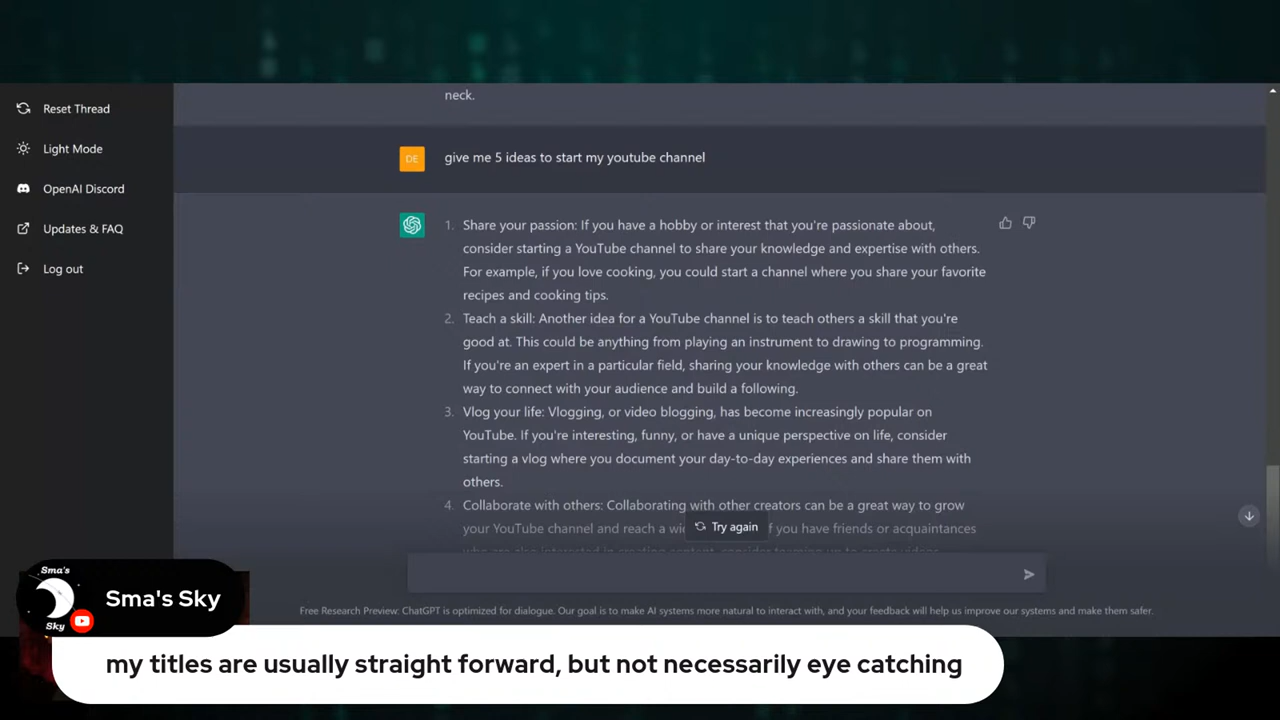 neck.
Reset Thread
Light Mode
OpenAI Discord
Updates & FAQ
Log out
DE
give me 5 ideas to start my youtube channel
1. Share your passion: If you have a hobby or interest that you're passionate about,
consider starting a YouTube channel to share your knowledge and expertise with others.
For example, if you love cooking, you could start a channel where you share your favorite
recipes and cooking tips.
2. Teach a skill: Another idea for a YouTube channel is to teach others a skill that you're
good at. This could be anything from playing an instrument to drawing to programming.
If you're an expert in a particular field, sharing your knowledge with others can be a great
way to connect with your audience and build a following.
3. Vlog your life: Vlogging, or video blogging, has become increasingly popular on
YouTube. If you're interesting, funny, or have a unique perspective on life, consider
starting a vlog where you document your day-to-day experiences and share them with
others.
4. Collaborate with others: Collaborating with other creators can be a great way to grow
your YouTube channel and reach a if you have friends or acquaintances
Try again
Free Research Preview: ChatGPT is optimized for dialogue. Our goal is to make AI systems more natural to interact with, and your feedback will help us improve our systems and make them safer.
Sma's
Sky
Sma's Sky
my titles are usually straight forward, but not necessarily eye catching